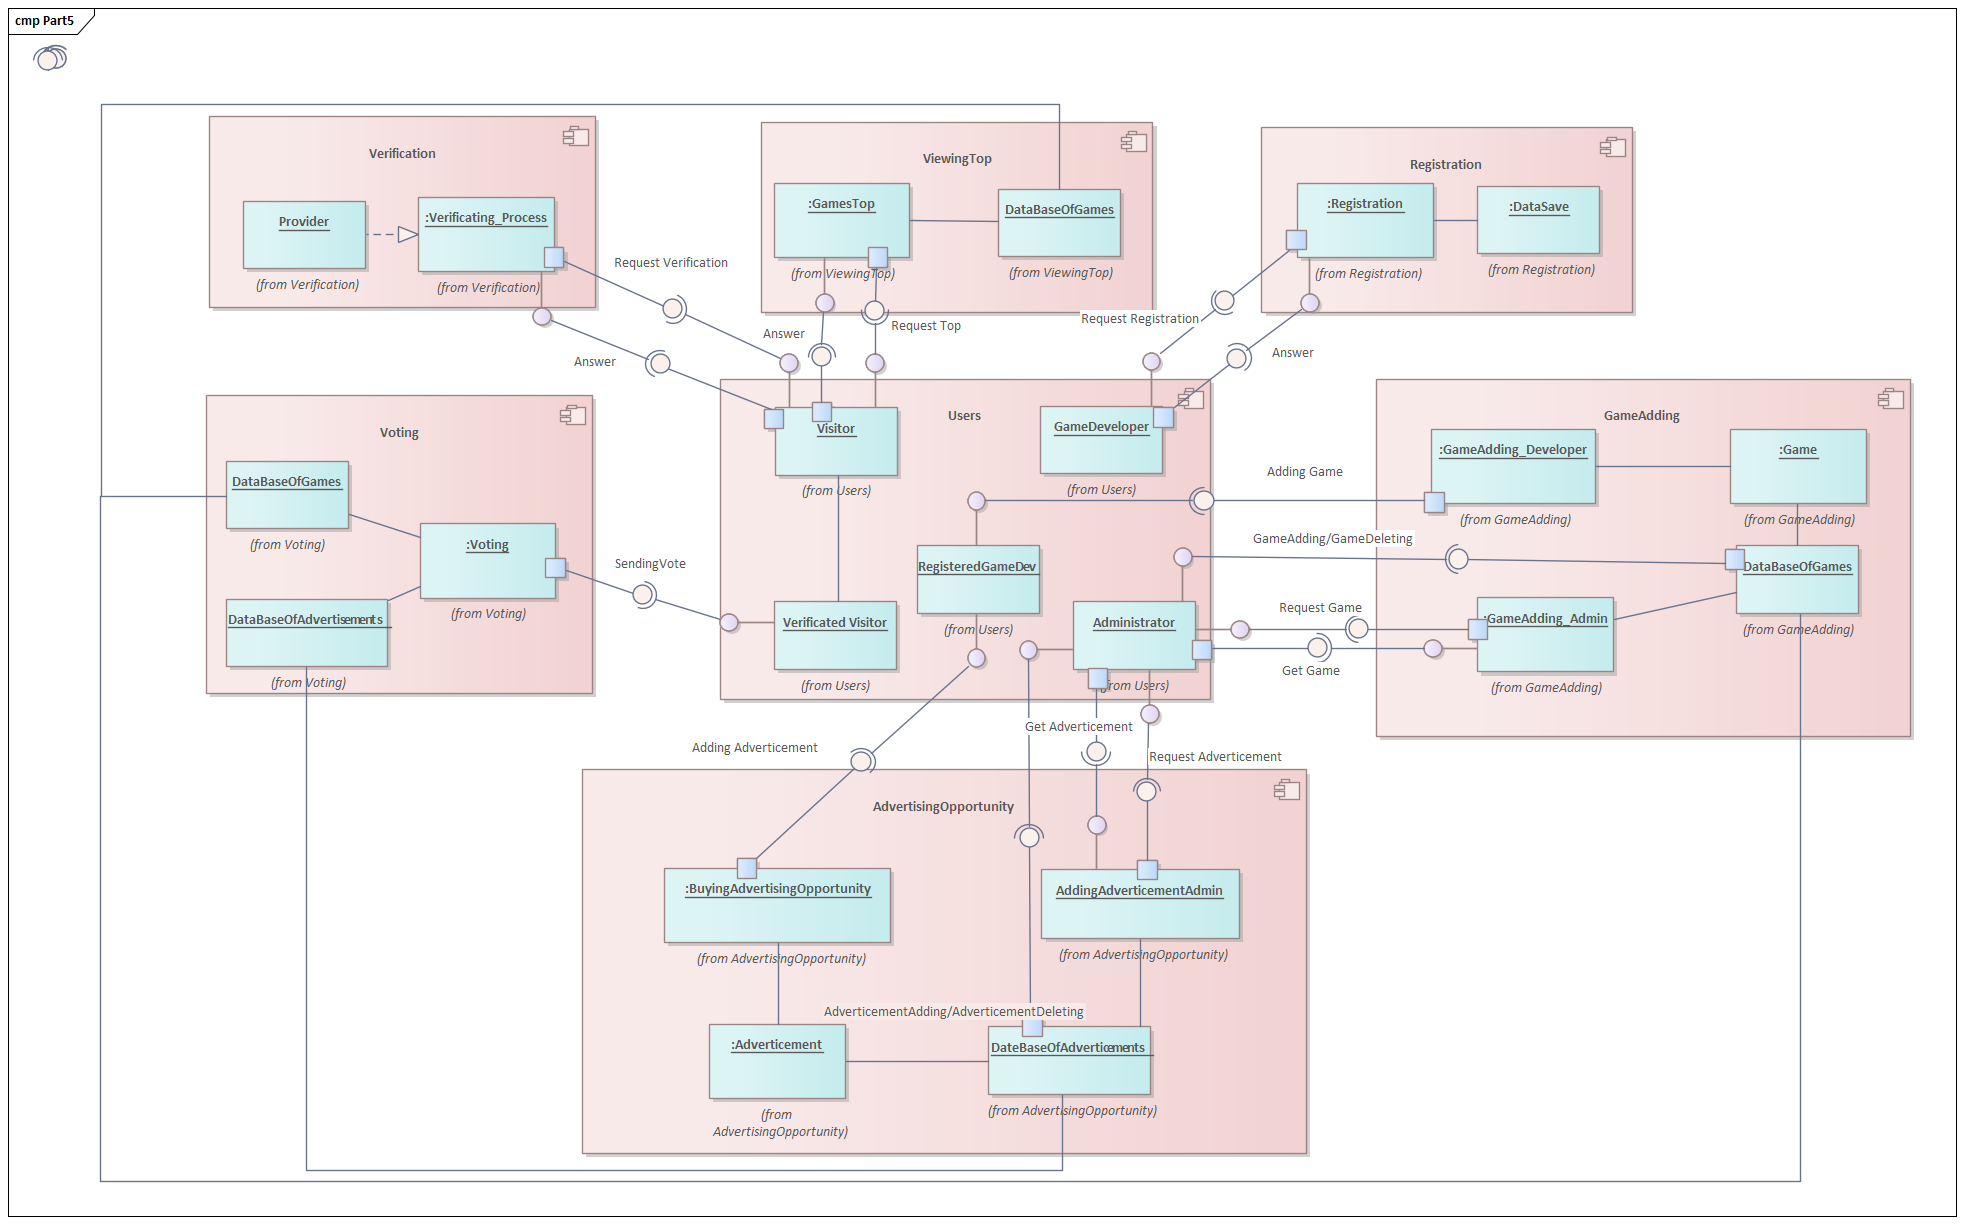 cmp Part5
Verification
Provider
(from Verification)
:Verificating_Process
(from Verification)
ViewingTop
:GamesTop
(from ViewingTop)
DataBaseOfGames
(from ViewingTop)
Registration
:Registration
(from Registration)
:DataSave
(from Registration)
Request Verification
Answer
Answer
Request Top
Request Registration
Answer
Voting
DataBaseOfGames
(from Voting)
:Voting
(from Voting)
DataBaseOfAdvertisements
(from Voting)
SendingVote
Users
Visitor
(from Users)
GameDeveloper
(from Users)
RegisteredGameDev
(from Users)
Verificated Visitor
(from Users)
Administrator
(from Users)
Adding Game
GameAdding/GameDeleting
Request Game
Get Game
GameAdding
:GameAdding_Developer
(from GameAdding)
:Game
(from GameAdding)
DataBaseOfGames
(from GameAdding)
:GameAdding_Admin
(from GameAdding)
Adding Adverticement
Get Adverticement
Request Adverticement
AdvertisingOpportunity
:BuyingAdvertisingOpportunity
(from AdvertisingOpportunity)
AddingAdverticementAdmin
(from AdvertisingOpportunity)
AdverticementAdding/AdverticementDeleting
:Adverticement
(from
AdvertisingOpportunity)
DateBaseOfAdverticements
(from AdvertisingOpportunity)